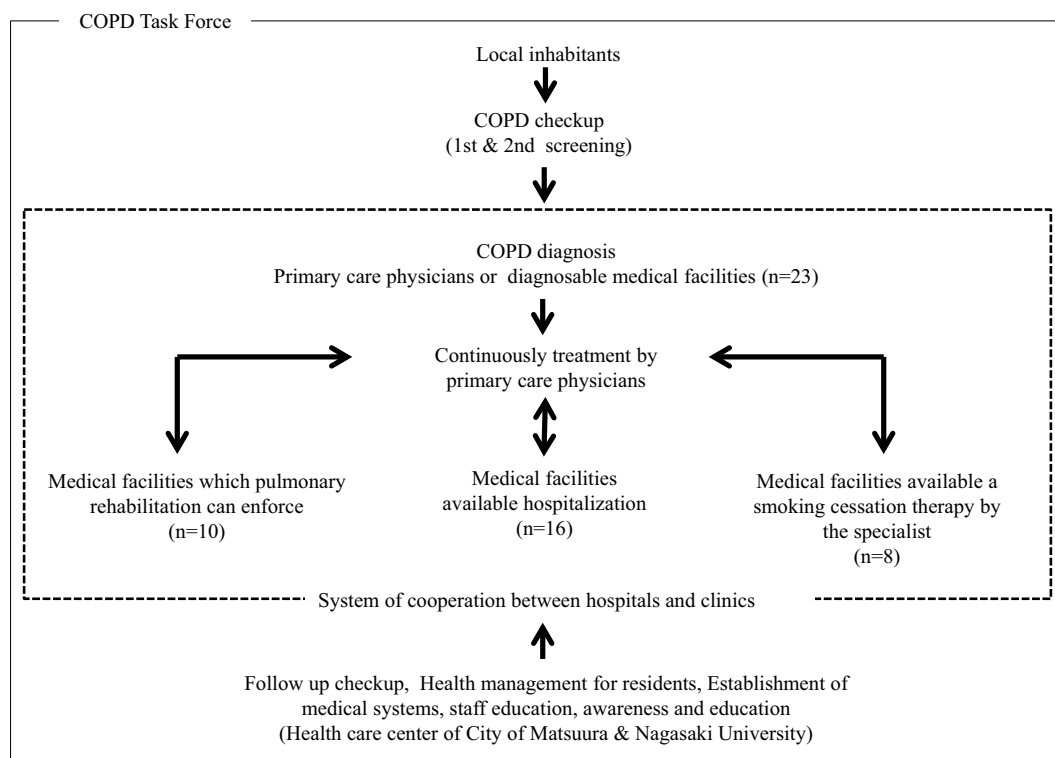 COPD Task Force
Local inhabitants
COPD checkup
(1st & 2nd screening)
COPD diagnosis
Primary care physicians or diagnosable medical facilities (n=23)
Continuously treatment by
primary care physicians
Medical facilities which pulmonary
rehabilitation can enforce
(n=10)
Medical facilities
available hospitalization
(n=16)
Medical facilities available a
smoking cessation therapy by
the specialist
(n=8)
System of cooperation between hospitals and clinics
Follow up checkup, Health management for residents, Establishment of
medical systems, staff education, awareness and education
(Health care center of City of Matsuura & Nagasaki University)